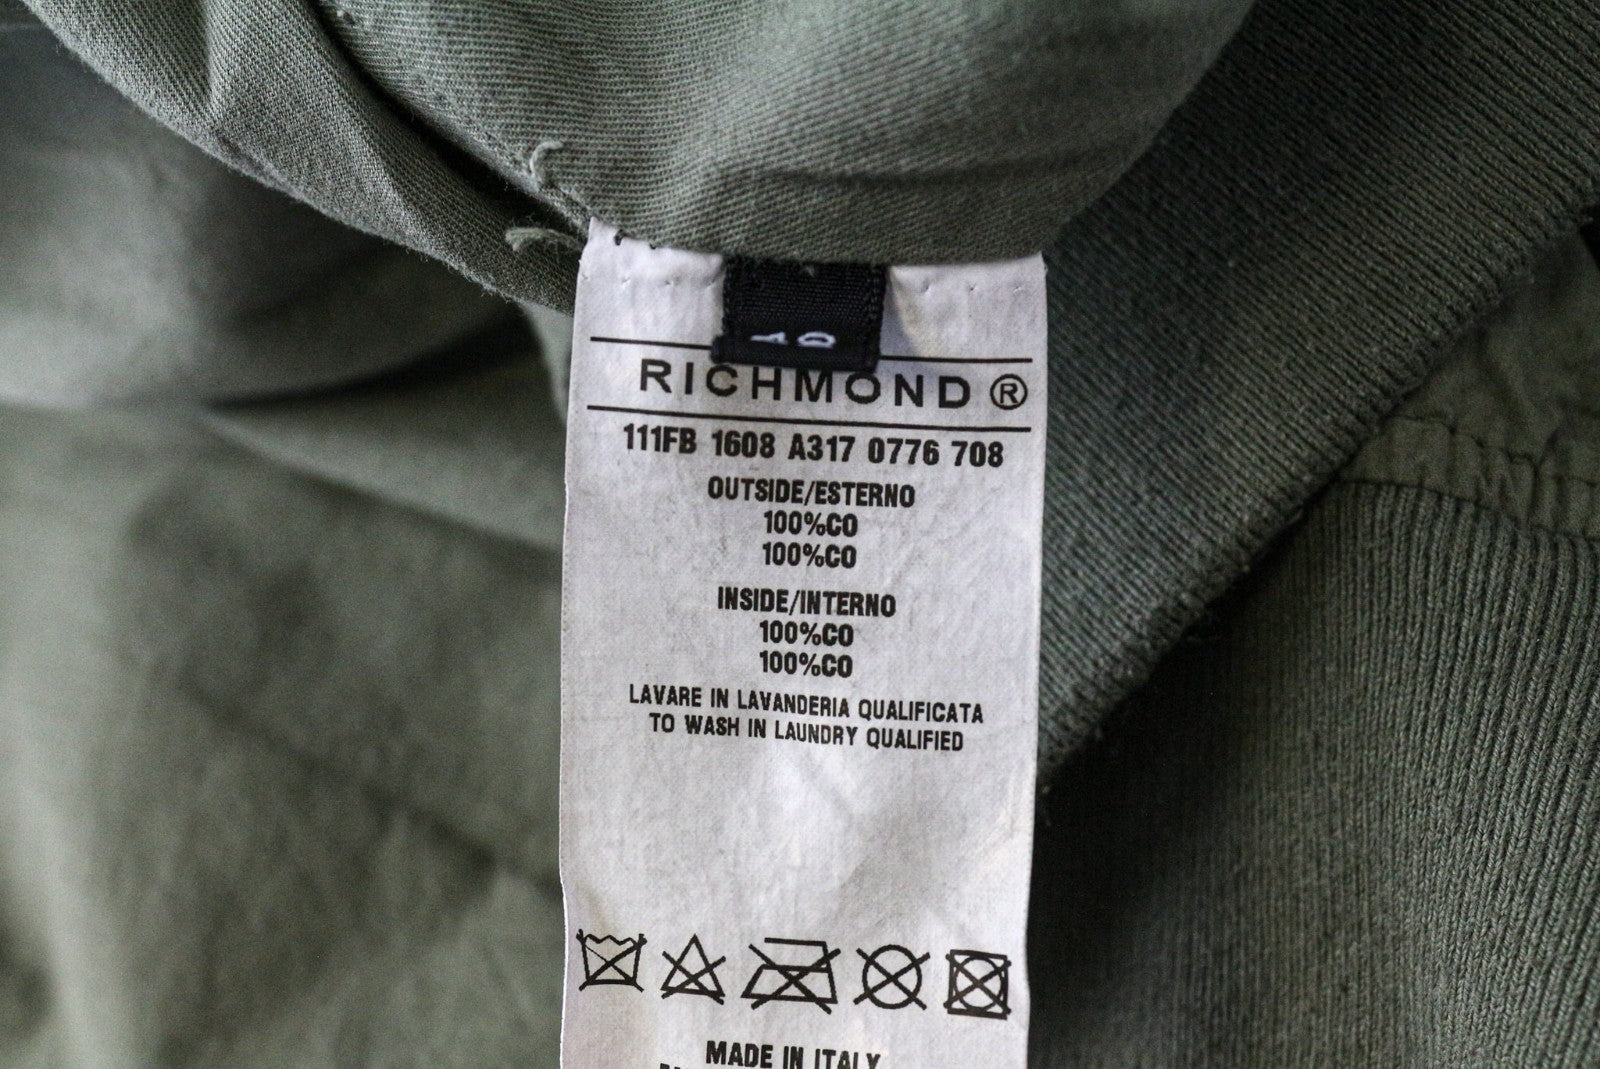 RICHMOND ®
111FB 1608 A317 0776 708
OUTSIDE/ESTERNO
100%CO
100%CO
INSIDE/INTERNO
100%CO
100%CO
LAVARE IN LAVANDERIA QUALIFICATA
TO WASH IN LAUNDRY QUALIFIED
MADE IN ITALY